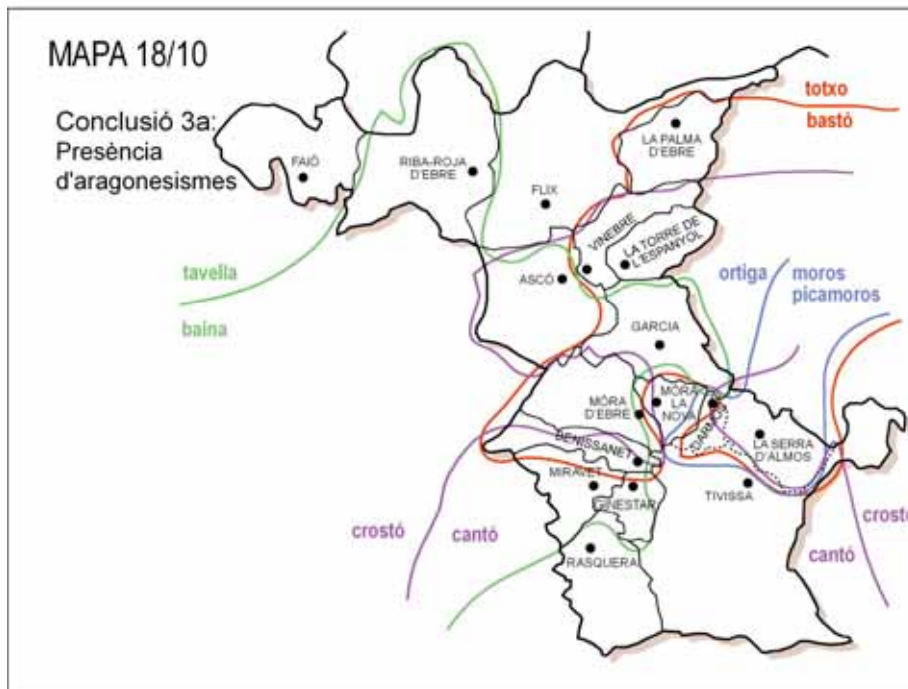 MAPA 18/10
Conclusió 3a:
Presència
d'aragonesismes
totxo
bastó
LA PALMA
D'EBRE
FAIÓ
RIBA-ROJA
D'EBRE
FLIX
VINEBRE
LA TORRE DE
L'ESPANYOL
tavella
baina
ASCÓ
ortiga
moros
picamoros
GARCIA
MÓRA
LA
NOVA
MÓRA
D'EBRE
DARMÓS
LA SERRA
D'ALMOS
BENISSANET
MIRAVET
GINESTAR
TIVISSA
crostó
cantó
crostó
cantó
RASQUERA